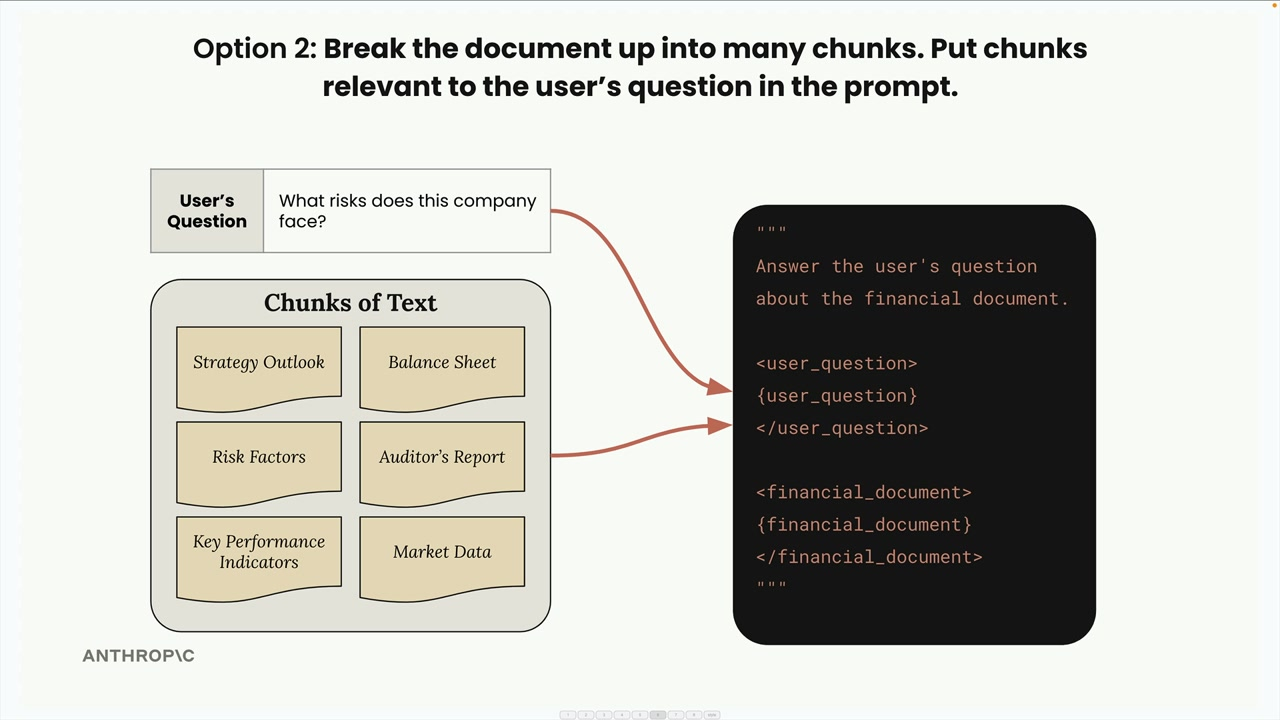 Option 2: Break the document up into many chunks. Put chunks
relevant to the user’s question in the prompt.
User’s
Question
What risks does this company
face?
Chunks of Text
Strategy Outlook
Balance Sheet
Risk Factors
Auditor’s Report
Key Performance
Indicators
Market Data
"""
Answer the user's question
about the financial document.
<user_question>
{user_question}
</user_question>
<financial_document>
{financial_document}
</financial_document>
"""
ANTHROP\C